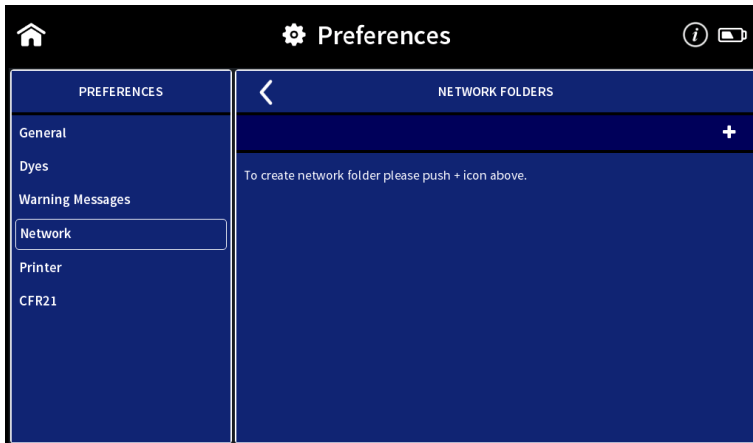 Preferences
PREFERENCES
General
Dyes
Warning Messages
Network
Printer
CFR21
NETWORK FOLDERS
To create network folder please push + icon above.